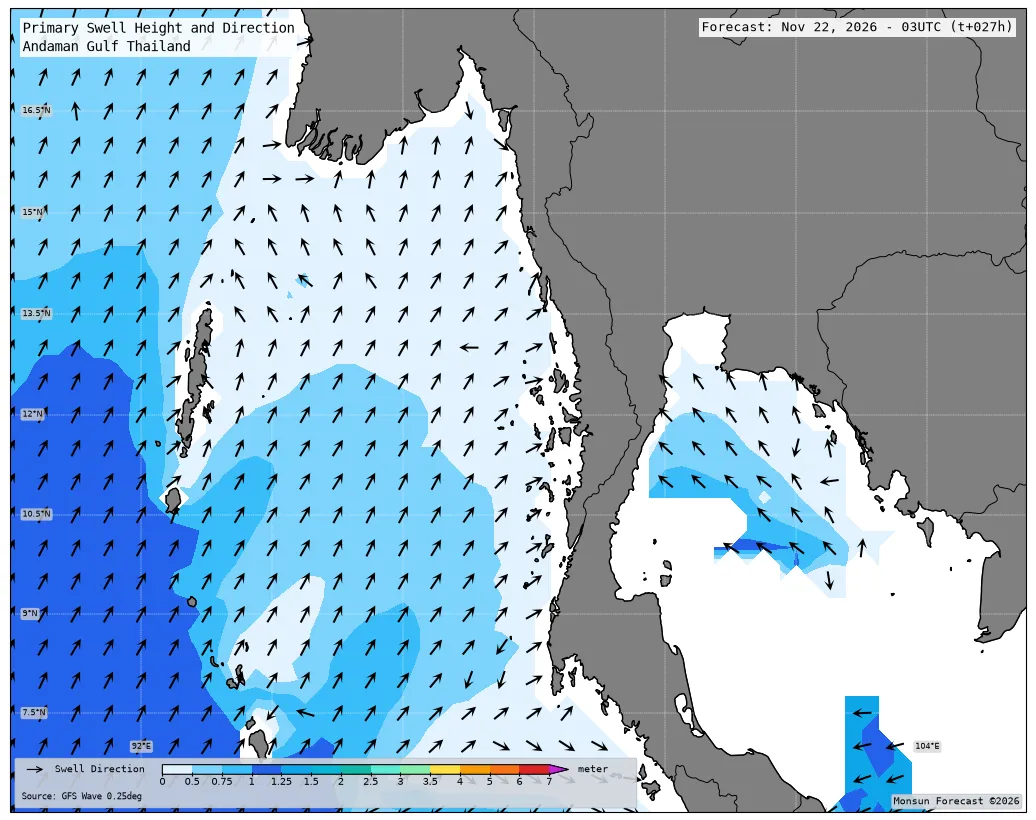 Primary Swell Height and Direction
Andaman Gulf Thailand
Forecast: Nov 22, 2026 - 03UTC (t+027h)
16.5°N
15°N
13.5°N
12°N
10.5°N
9°N
7.5°N
92°E
104°E
Swell Direction
meter
0 0.5 0.75 1 1.25 1.5 2 2.5 3 3.5 4 5 6 7
Source: GFS Wave 0.25deg
Monsun Forecast ©2026